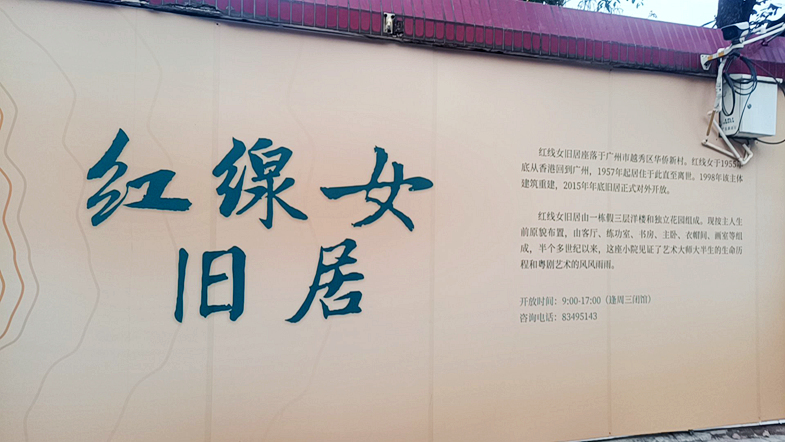 红线女
旧居
红线女旧居座落于广州市越秀区华侨新村。红线女于1955年
底从香港回到广州，1957年起居住于此直至离世。1998年该主体
建筑重建，2015年年底旧居正式对外开放。
红线女旧居由一栋假三层洋楼和独立花园组成。现按主人生
前原貌布置，由客厅、练功室、书房、主卧、衣帽间、画室等组
成，半个多世纪以来，这座小院见证了艺术大师大半生的生命历
程和粤剧艺术的风风雨雨。
开放时间：9:00-17:00（逢周三闭馆）
咨询电话：83495143